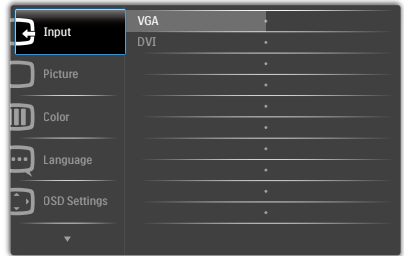 Input
VGA
DVI
Picture
Color
Language
OSD Settings